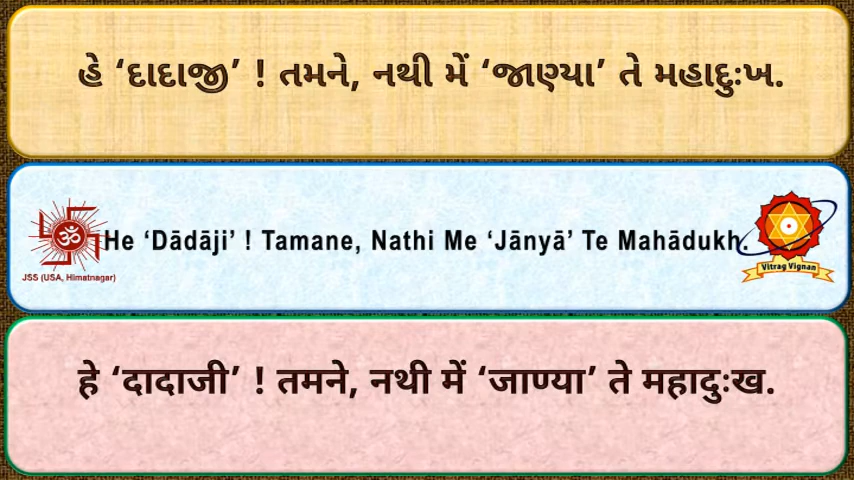 હે ‘દાદાજી’ ! તમને, નથી મેં ‘જાણ્યા’ તે મહાદુઃખ.
He ‘Dādāji’ ! Tamane, Nathi Me ‘Jānyā’ Te Mahādukh.
ॐ
JSS (USA, Himatnagar)
Vitrag Vignan
हे ‘दादाजी’ ! तमने, नथी में ‘जाण्या’ ते महादुःख.